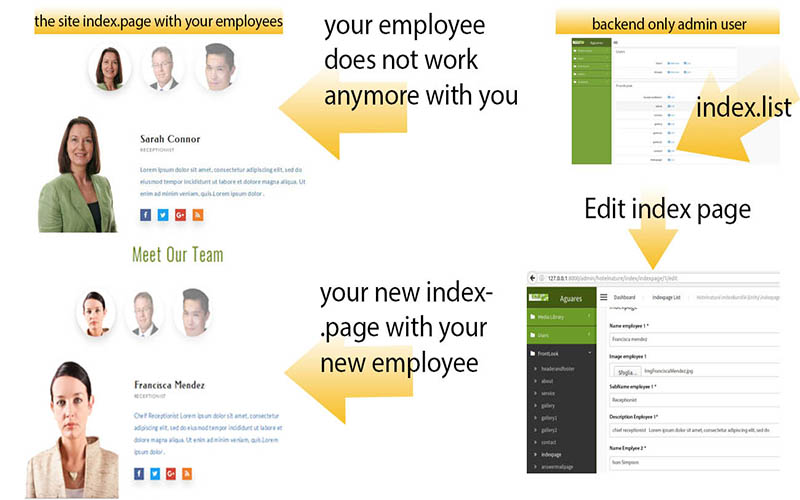 the site index.page with your employees
your employee
does not work
anymore with you
backend only admin user
Aguares
Users
FrontLook
index.list
Sarah Connor
RECEPTIONIST
Lorem ipsum dolor sit amet, consectetur adipiscing elit, sed do
eiusmod tempor incididunt ut labore et dolore magna aliqua. Ut
enim ad minim veniam, quis.Lorem ipsum dolor .
Edit index page
Meet Our Team
your new index-
.page with your
new employee
Francisca Mendez
RECEPTIONIST
Cheif Receptionist Lorem ipsum dolor sit amet, consectetur
adipiscing elit, sed do eiusmod tempor incididunt ut labore et
dolore magna aliqua. Ut enim ad minim veniam, quis.Lorem
ipsum dolor .
127.0.0.1:8000/admin/hotelnature/index/indexpage/1/edit
Aguares
Dashboard
Indexpage List
Media Library
Users
FrontLook
headerandfooter
about
service
gallery
gallery1
gallery2
contact
indexpage
answermailpage
Name employee 1 *
Francisca mendez
Image employee 1
Sfoglia...
ImgFranciscaMendez.jpg
SubName employee 1 *
Receptionist
Description Employee 1*
chief receptionist Lorem ipsum dolor sit amet, consectetur adipiscing elit, sed do
Name Emplyee 2 *
Ivan Simpson